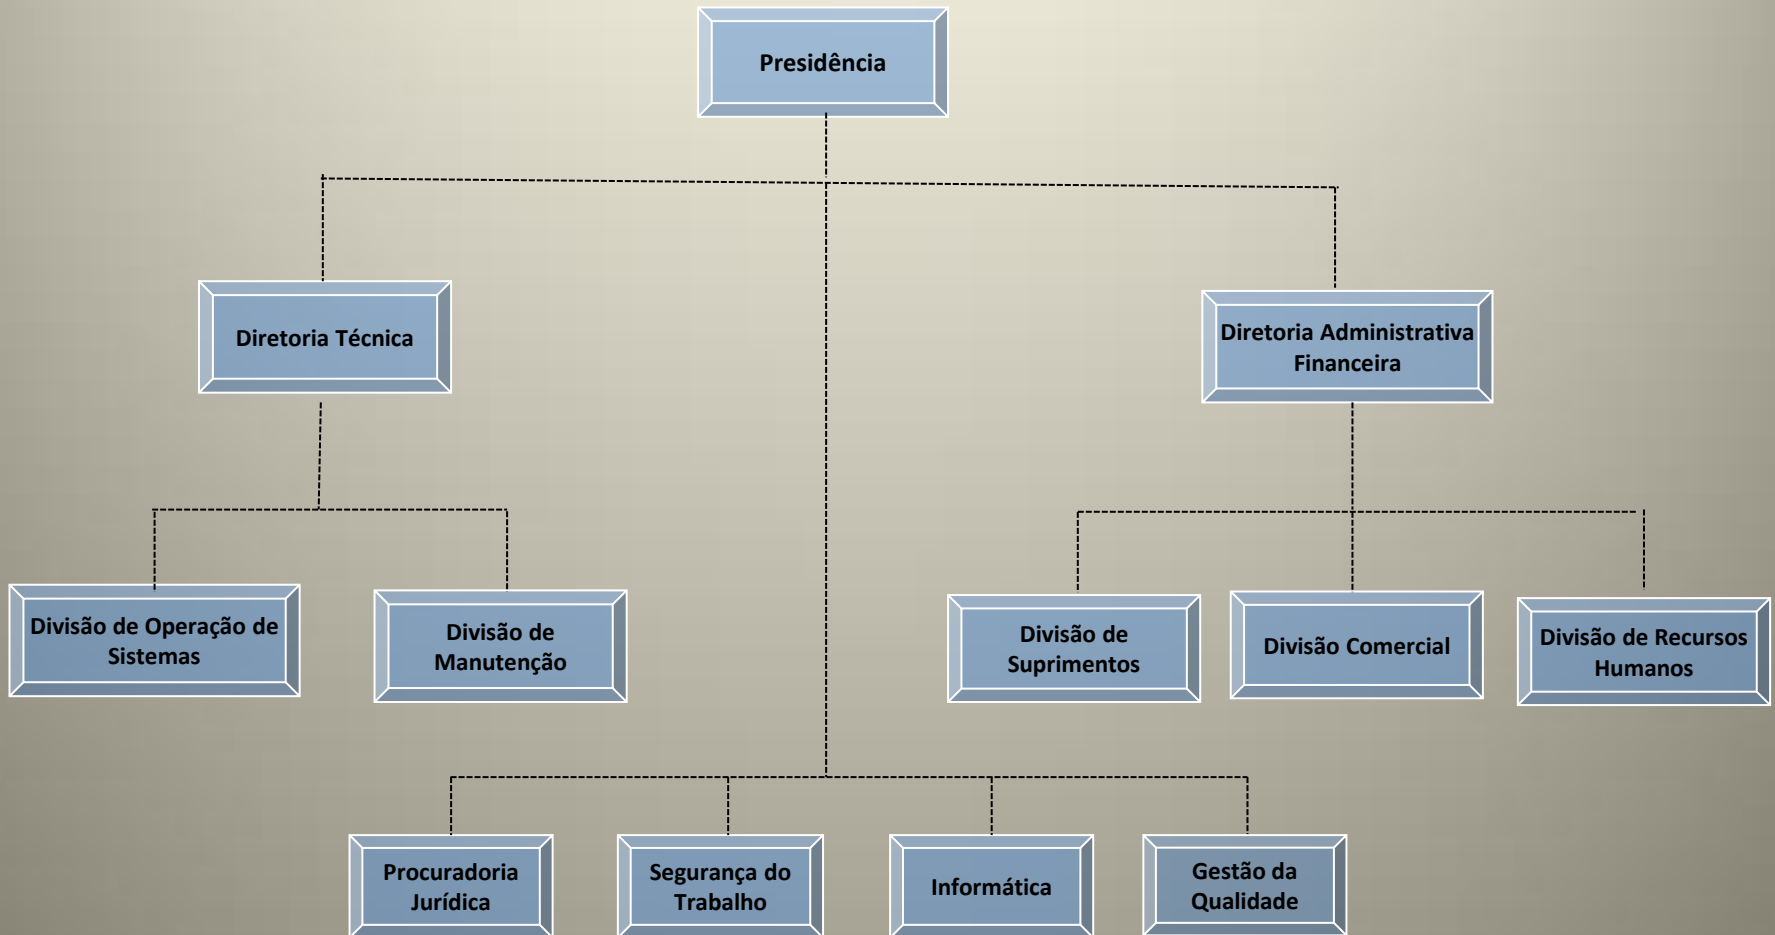 Presidência
Diretoria Técnica
Diretoria Administrativa
Financeira
Divisão de Operação de
Sistemas
Divisão de
Manutenção
Divisão de
Suprimentos
Divisão Comercial
Divisão de Recursos
Humanos
Procuradoria
Jurídica
Segurança do
Trabalho
Informática
Gestão da
Qualidade